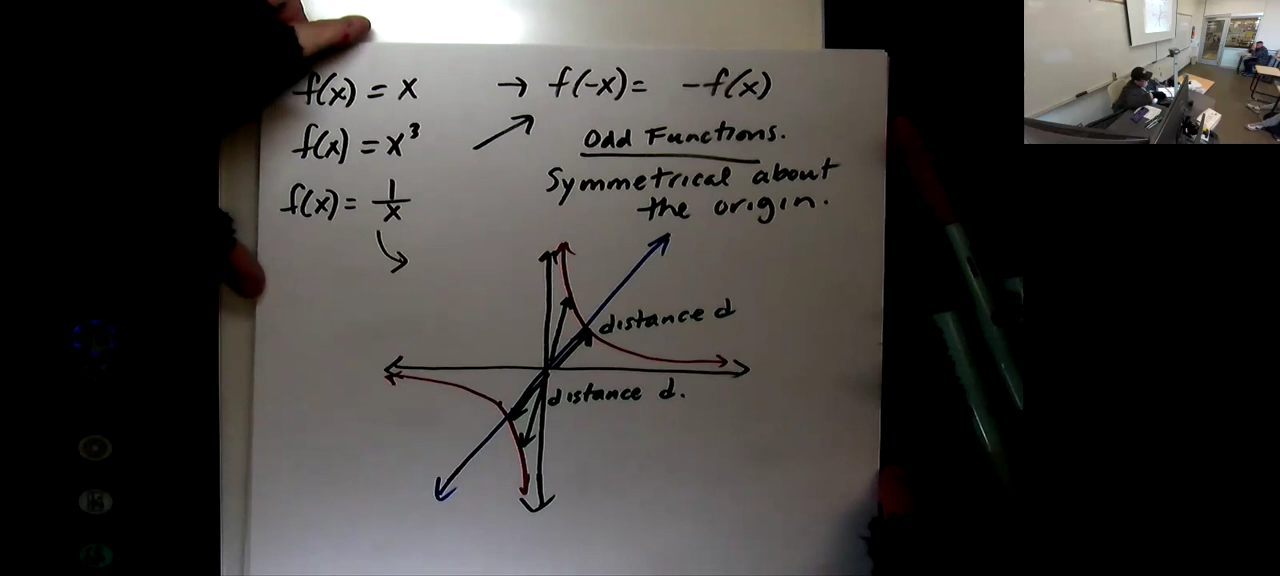 f(x) = x → f(-x) = -f(x)
f(x) = x³
Odd Functions.
f(x) = 1/x
Symmetrical about
the origin.
distance d
distance d.